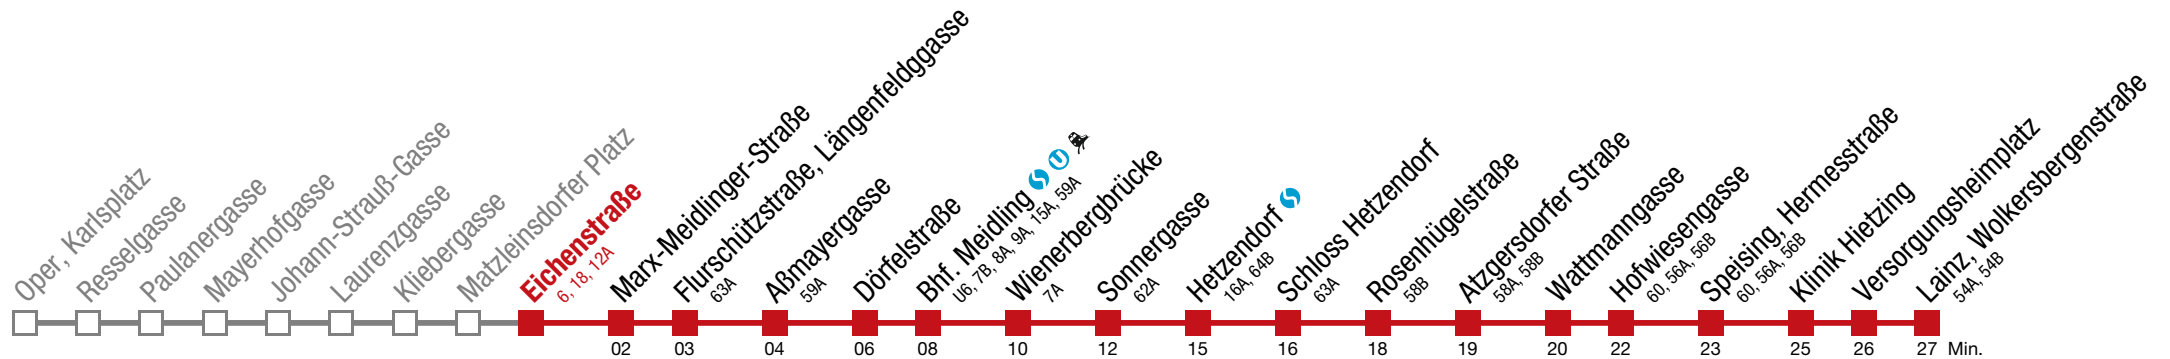 Oper, Karlsplatz
Resselgasse
Paulanergasse
Mayerhofgasse
Johann-Strauß-Gasse
Laurenzgasse
Kliebergasse
Matzleinsdorfer Platz
Eichenstraße
6, 18, 12A
Marx-Meidlinger-Straße
Flurschützstraße, Längenfeldggasse
63A
Aßmayergasse
59A
Dörfelstraße
Bhf. Meidling S U
U6, 7B, 8A, 9A, 15A, 59A
Wienerbergbrücke
7A
Sonnergasse
62A
Hetzendorf S
16A, 64B
Schloss Hetzendorf
63A
Rosenhügelstraße
58B
Atzgersdorfer Straße
58A, 58B
Wattmanngasse
Hofwiesengasse
60, 56A, 56B
Speising, Hermesstraße
60, 56A, 56B
Klinik Hietzing
Versorgungsheimplatz
Lainz, Wolkersbergenstraße
54A, 54B
02 03 04 06 08 10 12 15 16 18 19 20 22 23 25 26 27 Min.